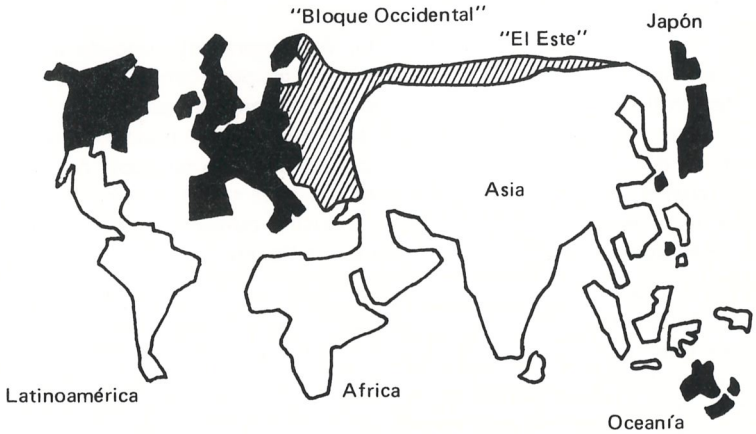 "Bloque Occidental"
"El Este"
Japón
Asia
Latinoamérica
Africa
Oceanía